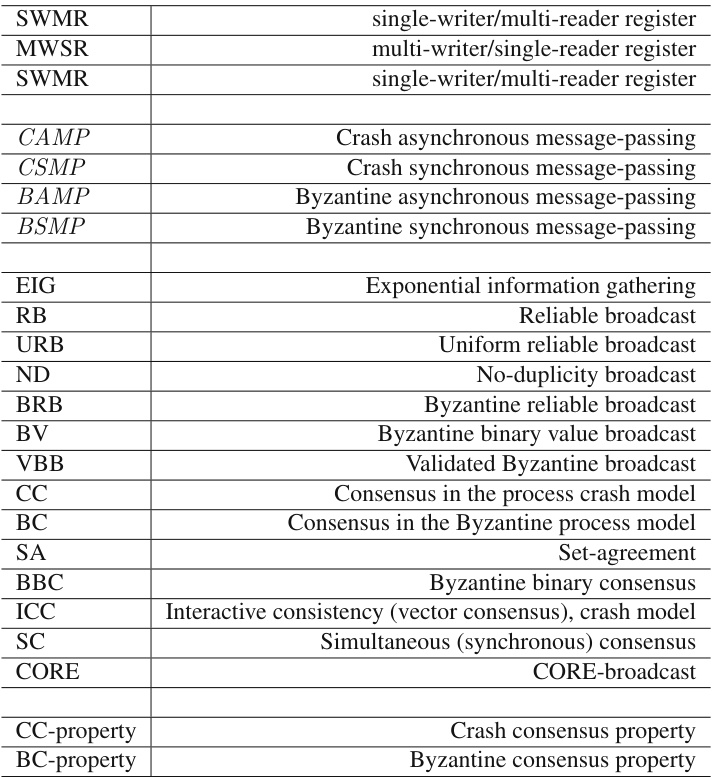 SWMR single-writer/multi-reader register
MWSR multi-writer/single-reader register
SWMR single-writer/multi-reader register
CAMP Crash asynchronous message-passing
CSMP Crash synchronous message-passing
BAMP Byzantine asynchronous message-passing
BSMP Byzantine synchronous message-passing
EIG Exponential information gathering
RB Reliable broadcast
URB Uniform reliable broadcast
ND No-duplicity broadcast
BRB Byzantine reliable broadcast
BV Byzantine binary value broadcast
VBB Validated Byzantine broadcast
CC Consensus in the process crash model
BC Consensus in the Byzantine process model
SA Set-agreement
BBC Byzantine binary consensus
ICC Interactive consistency (vector consensus), crash model
SC Simultaneous (synchronous) consensus
CORE CORE-broadcast
CC-property Crash consensus property
BC-property Byzantine consensus property